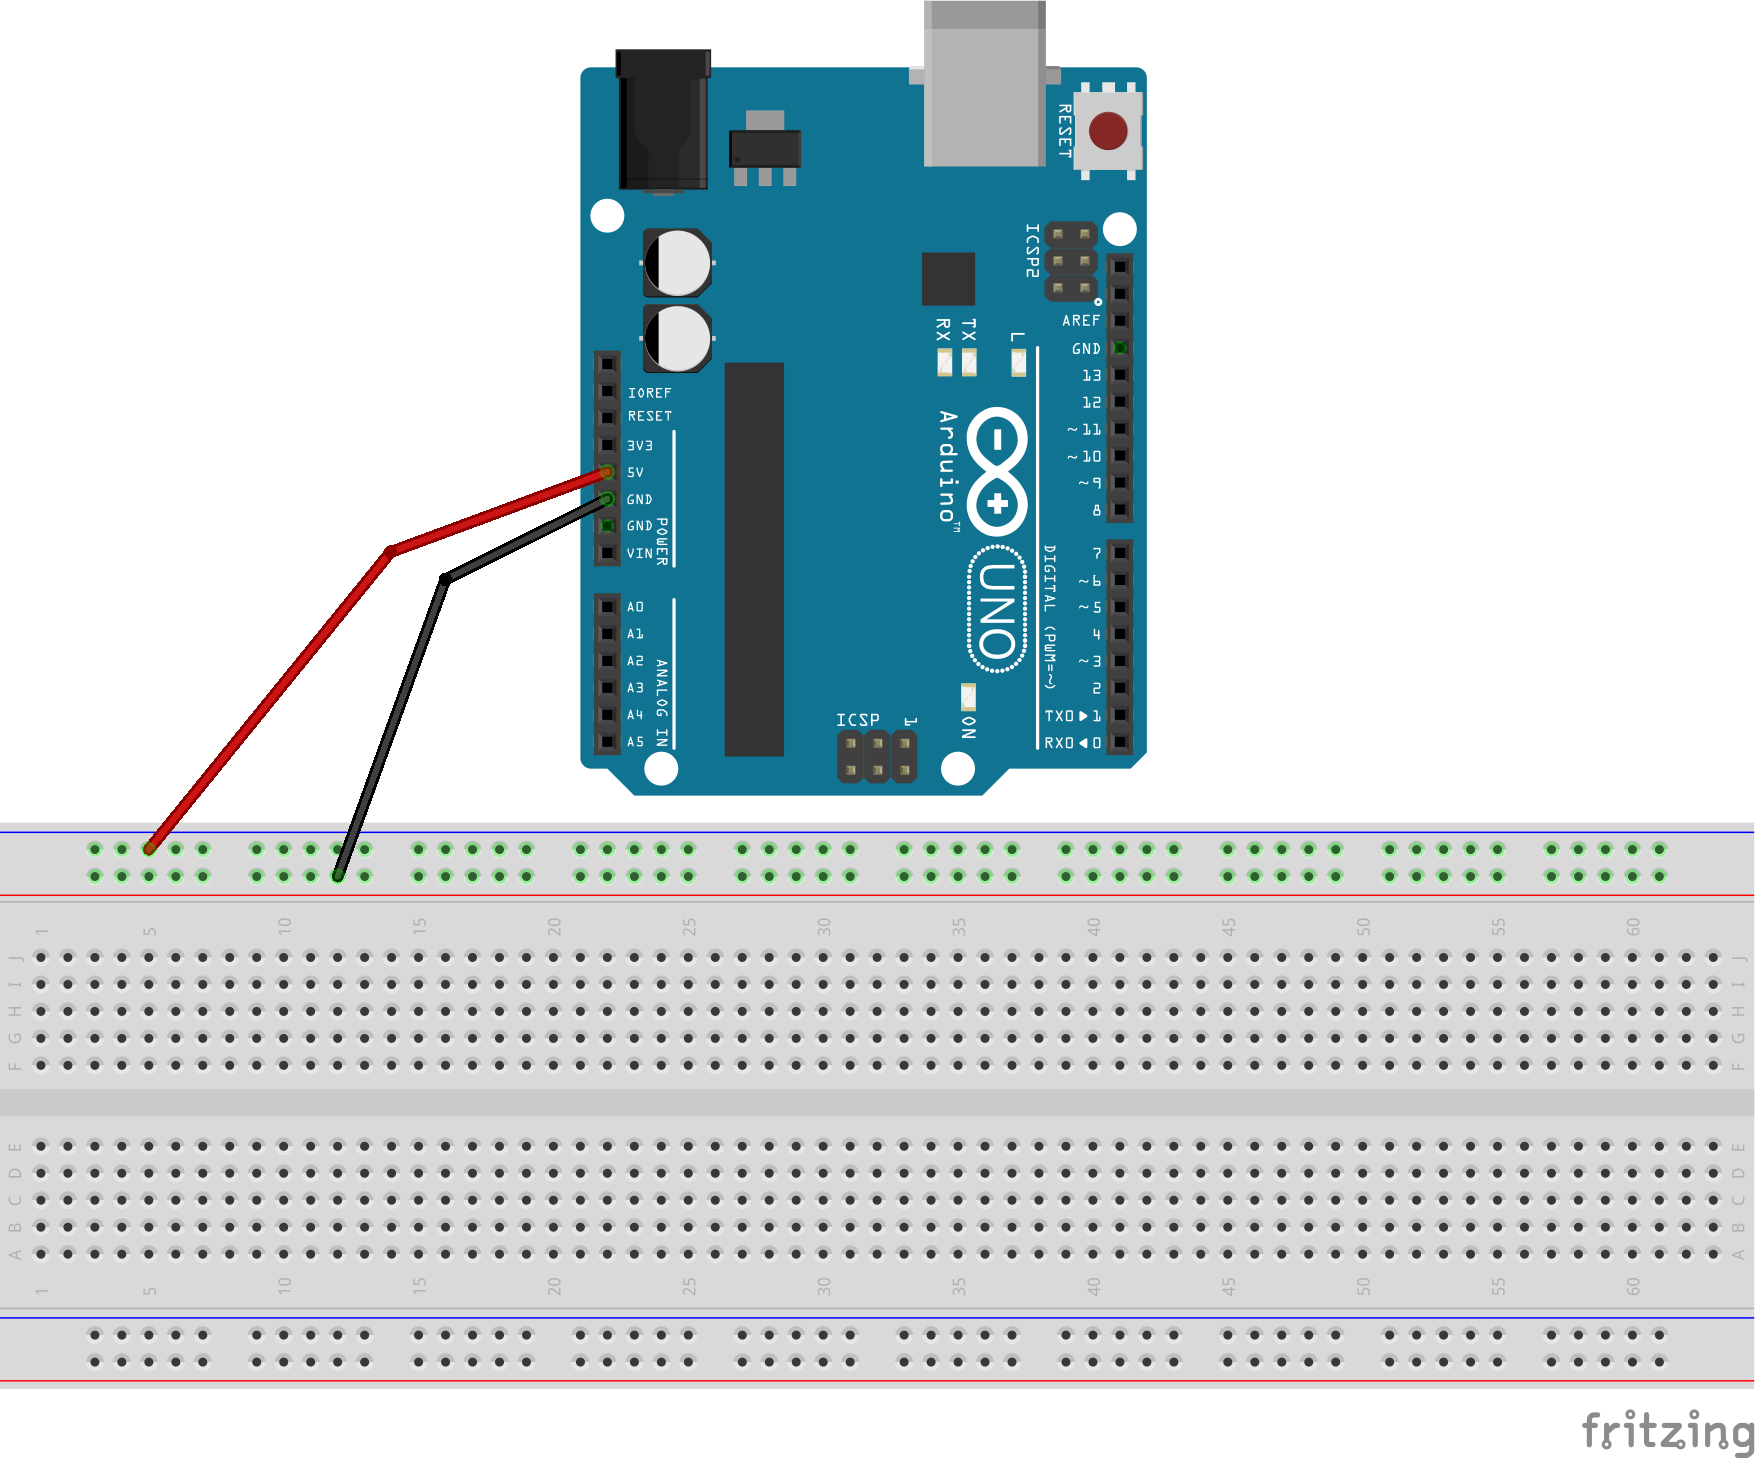 RESET
ICSP2
RX TX L
AREF
GND
13
12
~11
~10
~9
8
IOREF
RESET
3V3
5V
GND
GND
VIN
POWER
Arduino™
UNO
DIGITAL (PWM=~)
7
~6
~5
4
~3
2
TX0▶1
RX0◀0
A0
A1
A2
A3
A4
A5
ANALOG IN
ICSP 1
ON
1 5 10 15 20 25 30 35 40 45 50 55 60
J J
I I
H H
G G
F F
E E
D D
C C
B B
A A
1 5 10 15 20 25 30 35 40 45 50 55 60
fritzing